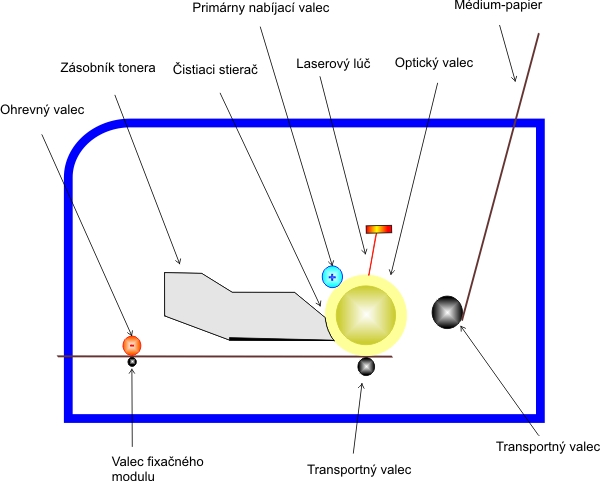 Primárny nabíjací valec
Médium-papier
Zásobník tonera
Čistiaci stierač
Laserový lúč
Optický valec
Ohrevný valec
+
-
Valec fixačného
modulu
Transportný valec
Transportný valec